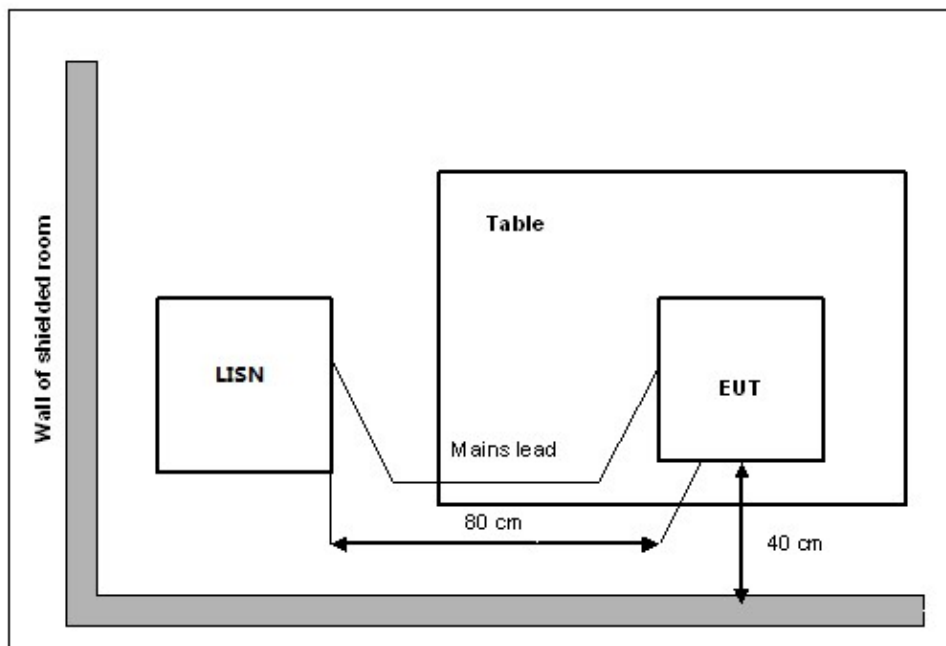 Wall of shielded room
Table
LISN
EUT
Mains lead
80 cm
40 cm